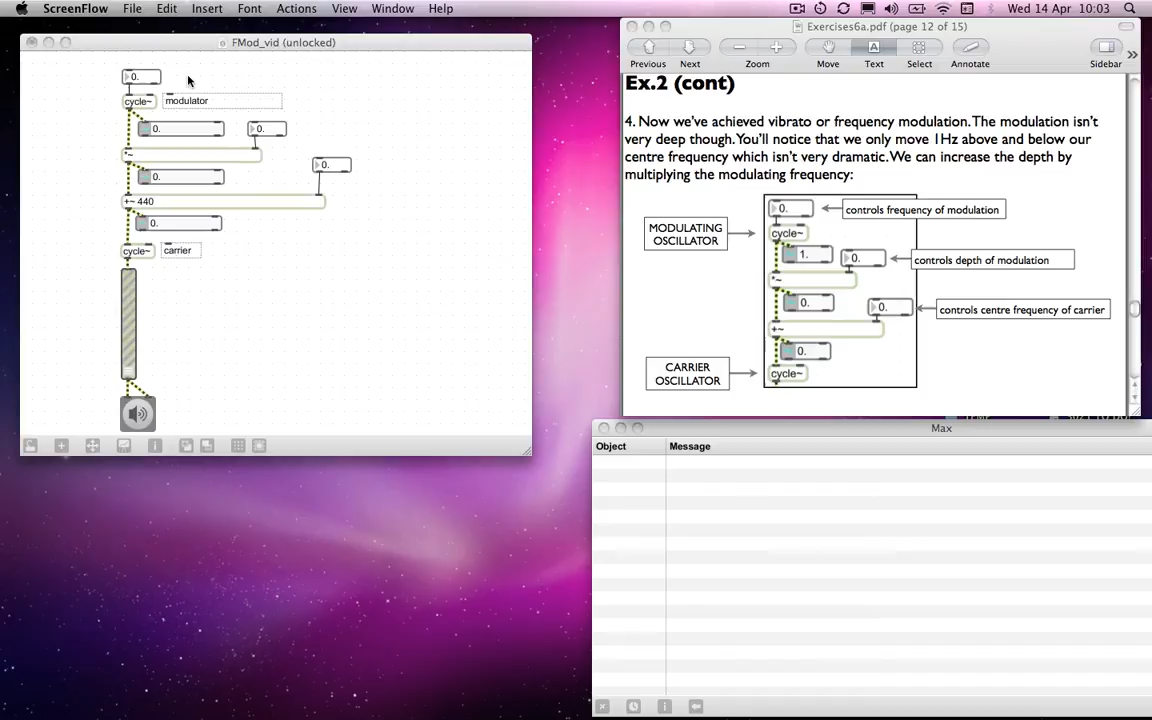 ScreenFlow File Edit Insert Font Actions View Window Help Wed 14 Apr 10:03
FMod_vid (unlocked)
0.
cycle~ modulator
0. 0.
*~
0. 0.
+~ 440
0.
cycle~ carrier
Exercises6a.pdf (page 12 of 15)
Previous Next Zoom Move Text Select Annotate Sidebar
Ex.2 (cont)
4. Now we've achieved vibrato or frequency modulation. The modulation isn't
very deep though. You'll notice that we only move 1Hz above and below our
centre frequency which isn't very dramatic. We can increase the depth by
multiplying the modulating frequency:
0. controls frequency of modulation
MODULATING
OSCILLATOR
cycle~
1. 0. controls depth of modulation
*~
0. 0. controls centre frequency of carrier
+~
0.
CARRIER
OSCILLATOR
cycle~
Max
Object Message